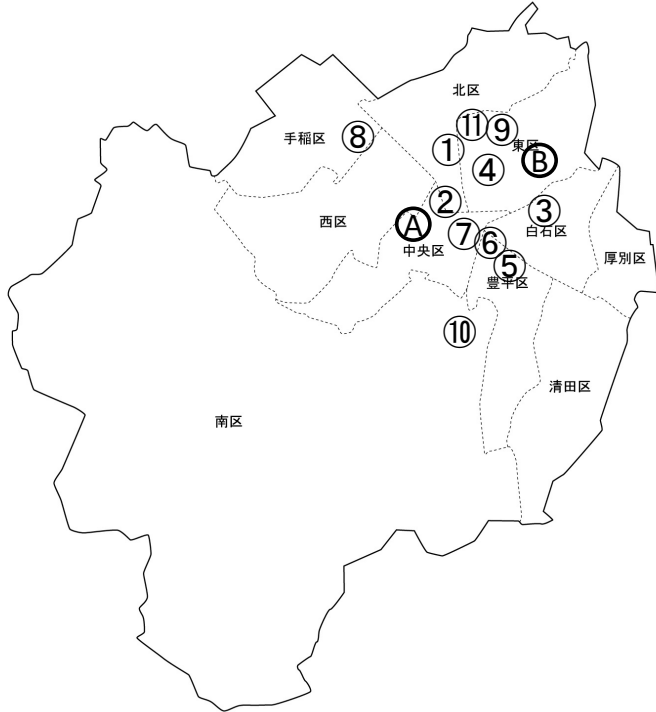 北区
⑪
⑨
手稲区
⑧
①
東区
Ⓑ
④
②
③
西区
Ⓐ
⑦
白石区
中央区
⑥
厚別区
⑤
豊平区
⑩
清田区
南区